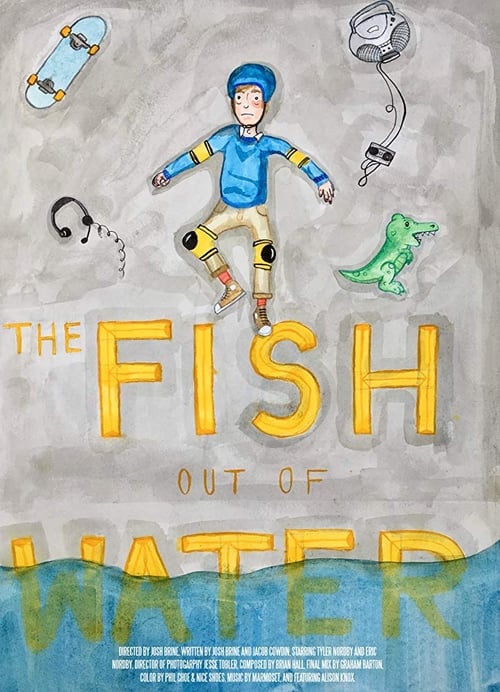 THE FISH
OUT OF
WATER
DIRECTED BY JOSH BRINE. WRITTEN BY JOSH BRINE AND JACOB COWDIN. STARRING TYLER NORDBY AND ERIC
NORDBY. DIRECTOR OF PHOTOGARPHY JESSE TOBLER. COMPOSED BY BRIAN HALL. FINAL MIX BY GRAHAM BARTON.
COLOR BY PHIL CHOE & NICE SHOES. MUSIC BY MARMOSET. AND FEATURING ALISON KNOX.